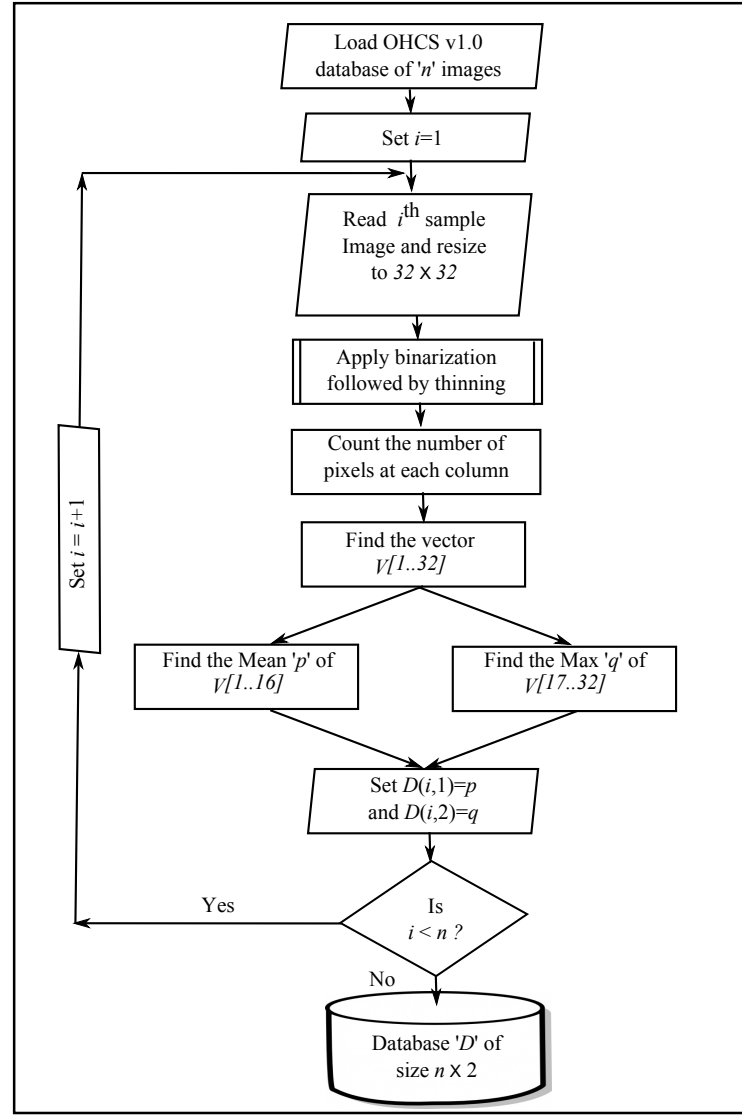 Load OHCS v1.0
database of 'n' images
Set i=1
Read ith sample
Image and resize
to 32 x 32
Apply binarization
followed by thinning
Count the number of
pixels at each column
Find the vector
V[1..32]
Find the Mean 'p' of
V[1..16]
Find the Max 'q' of
V[17..32]
Set D(i,1)=p
and D(i,2)=q
Is
i < n ?
Yes
Set i = i+1
No
Database 'D' of
size n x 2